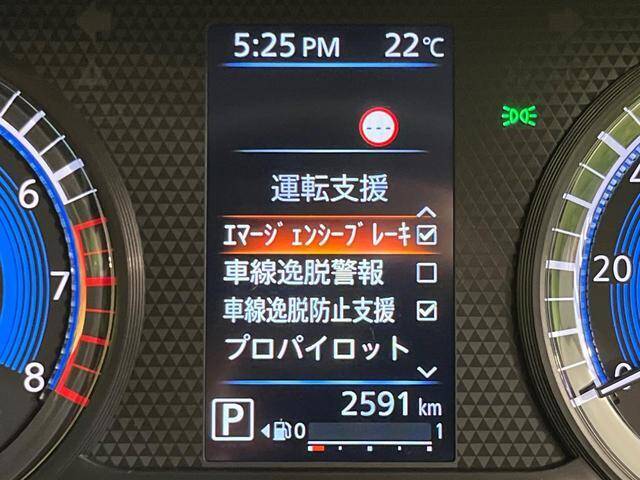 5:25 PM 22℃
---
運転支援
エマージェンシーブレーキ
車線逸脱警報
車線逸脱防止支援
プロパイロット
2591 km
P 0 1
6
7
8
20
0